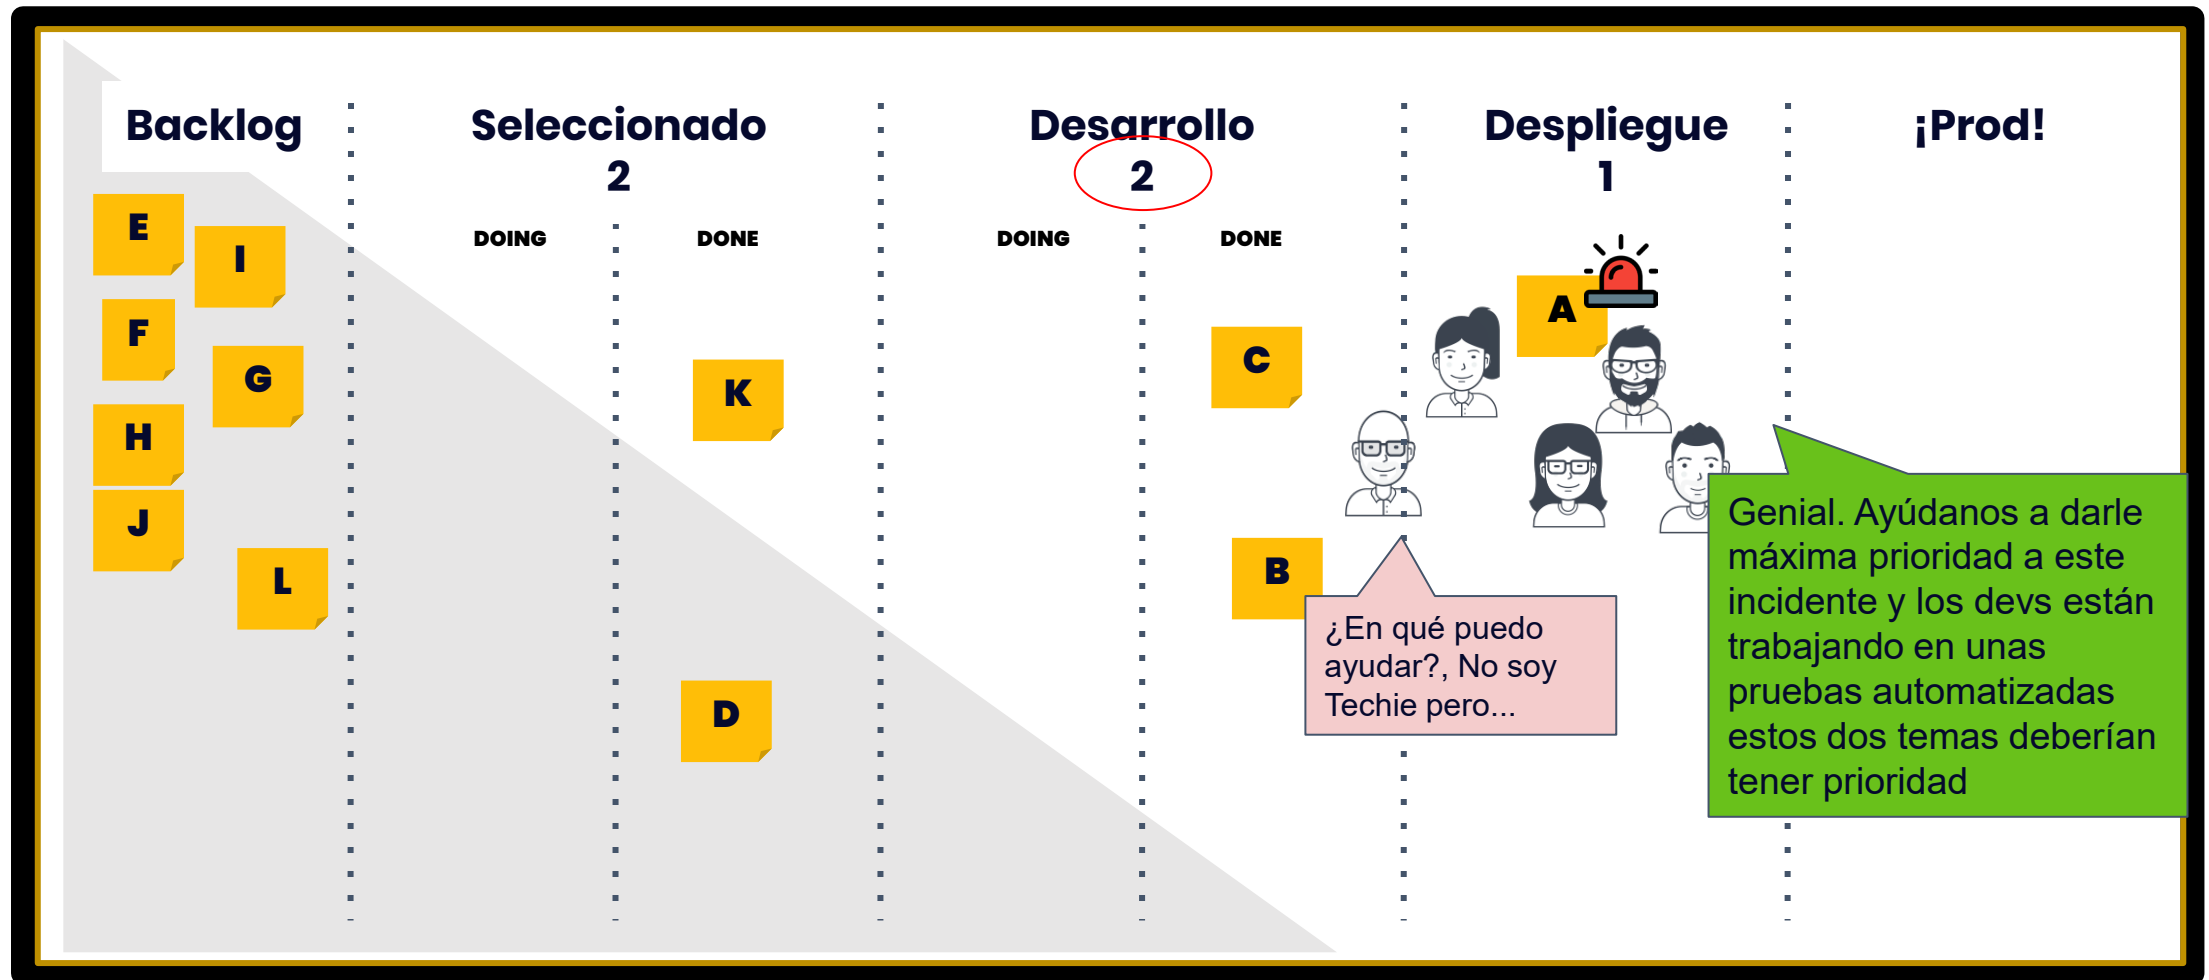 Backlog
Seleccionado
2
Desarrollo
2
Despliegue
1
¡Prod!
DOING
DONE
DOING
DONE
E
I
F
G
H
J
L
K
D
C
B
A
¿En qué puedo
ayudar?, No soy
Techie pero...
Genial. Ayúdanos a darle
máxima prioridad a este
incidente y los devs están
trabajando en unas
pruebas automatizadas
estos dos temas deberían
tener prioridad